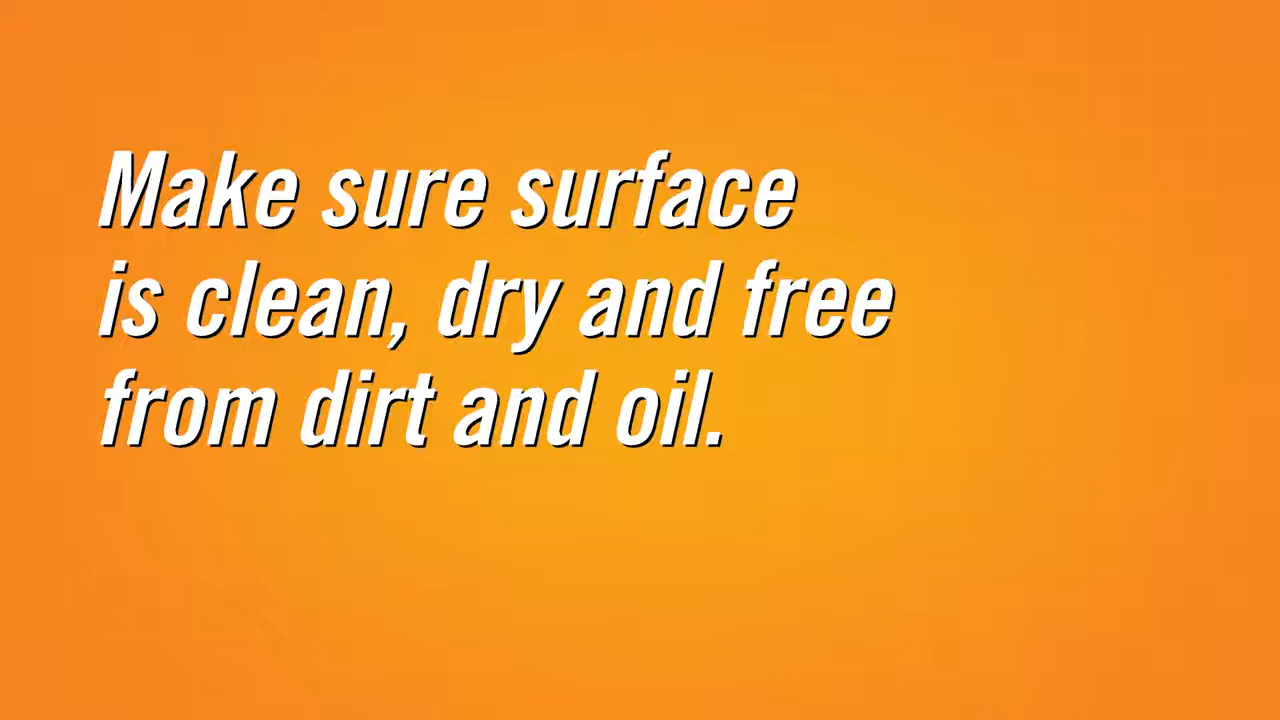 Make sure surface
is clean, dry and free
from dirt and oil.